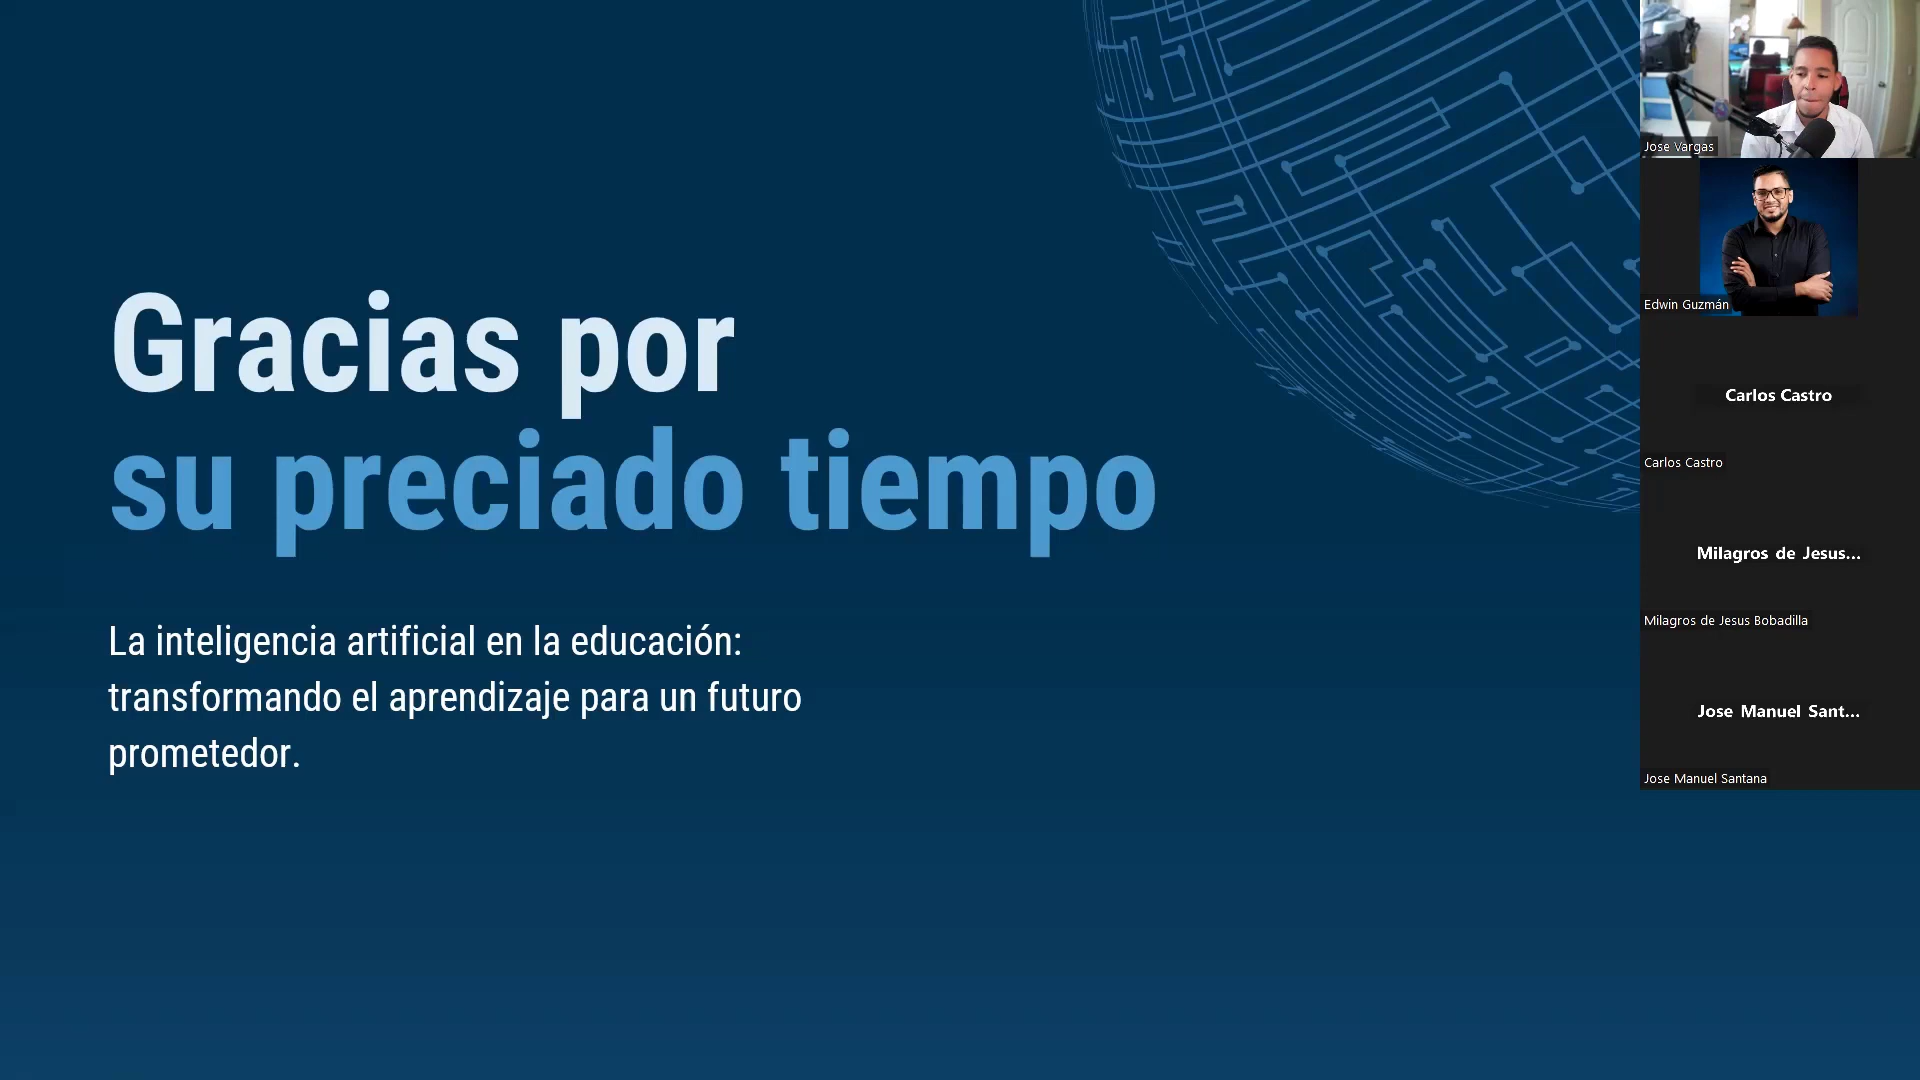 Gracias por
su preciado tiempo
La inteligencia artificial en la educación:
transformando el aprendizaje para un futuro
prometedor.
Jose Vargas
Edwin Guzmán
Carlos Castro
Carlos Castro
Milagros de Jesus...
Milagros de Jesus Bobadilla
Jose Manuel Sant...
Jose Manuel Santana